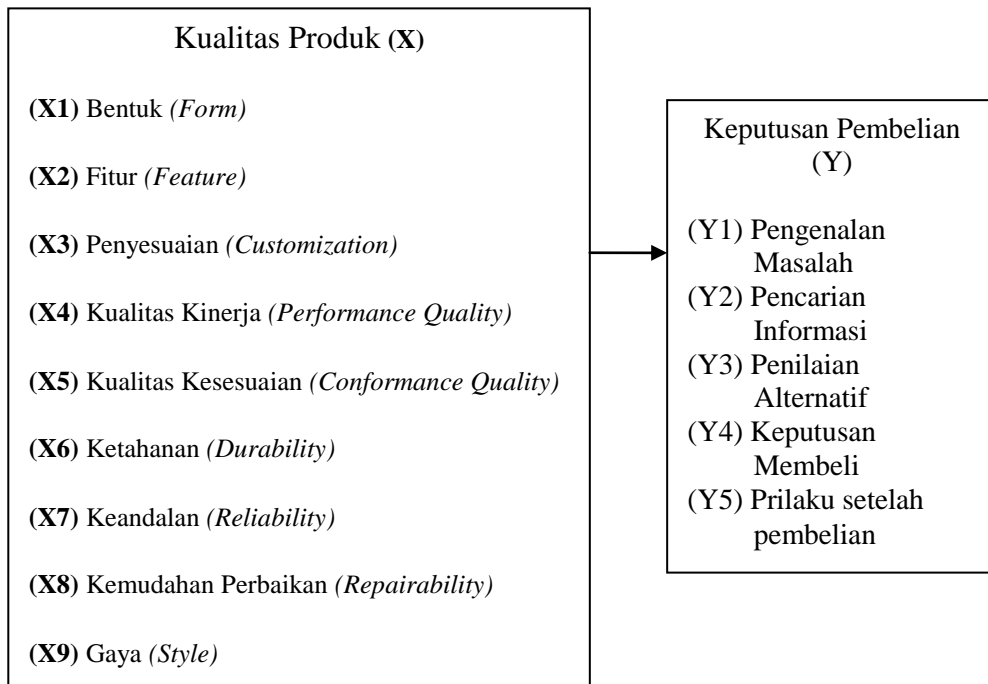 Kualitas Produk (X)
(X1) Bentuk (Form)
(X2) Fitur (Feature)
(X3) Penyesuaian (Customization)
(X4) Kualitas Kinerja (Performance Quality)
(X5) Kualitas Kesesuaian (Conformance Quality)
(X6) Ketahanan (Durability)
(X7) Keandalan (Reliability)
(X8) Kemudahan Perbaikan (Repairability)
(X9) Gaya (Style)
Keputusan Pembelian
(Y)
(Y1) Pengenalan
Masalah
(Y2) Pencarian
Informasi
(Y3) Penilaian
Alternatif
(Y4) Keputusan
Membeli
(Y5) Prilaku setelah
pembelian